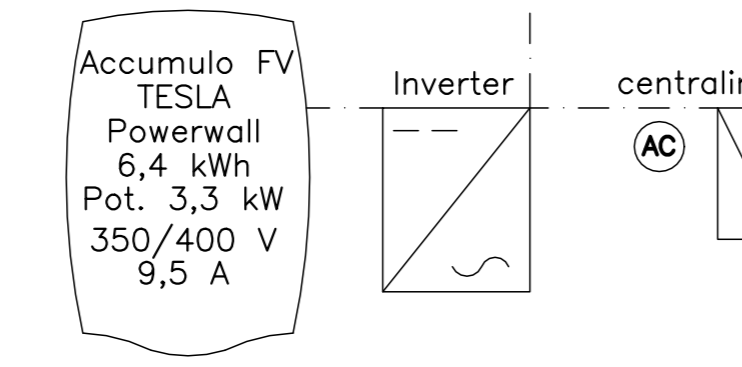 Accumulo FV
TESLA
Powerwall
6,4 kWh
Pot. 3,3 kW
350/400 V
9,5 A
Inverter
AC